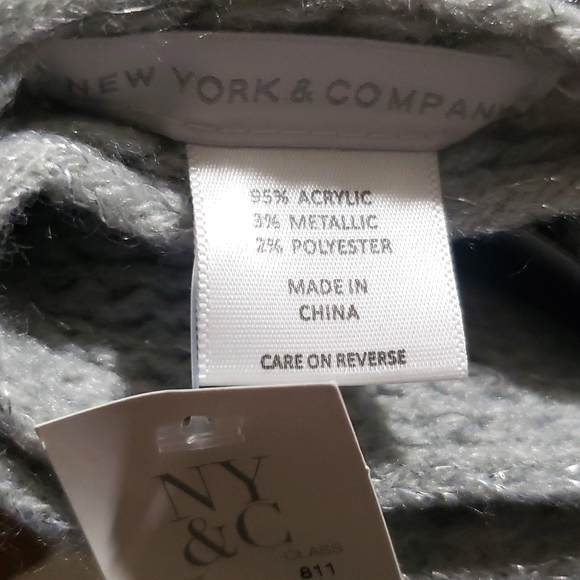 NEW YORK & COMPANY
95% ACRYLIC
3% METALLIC
2% POLYESTER
MADE IN
CHINA
CARE ON REVERSE
NY
&C
CLASS
811